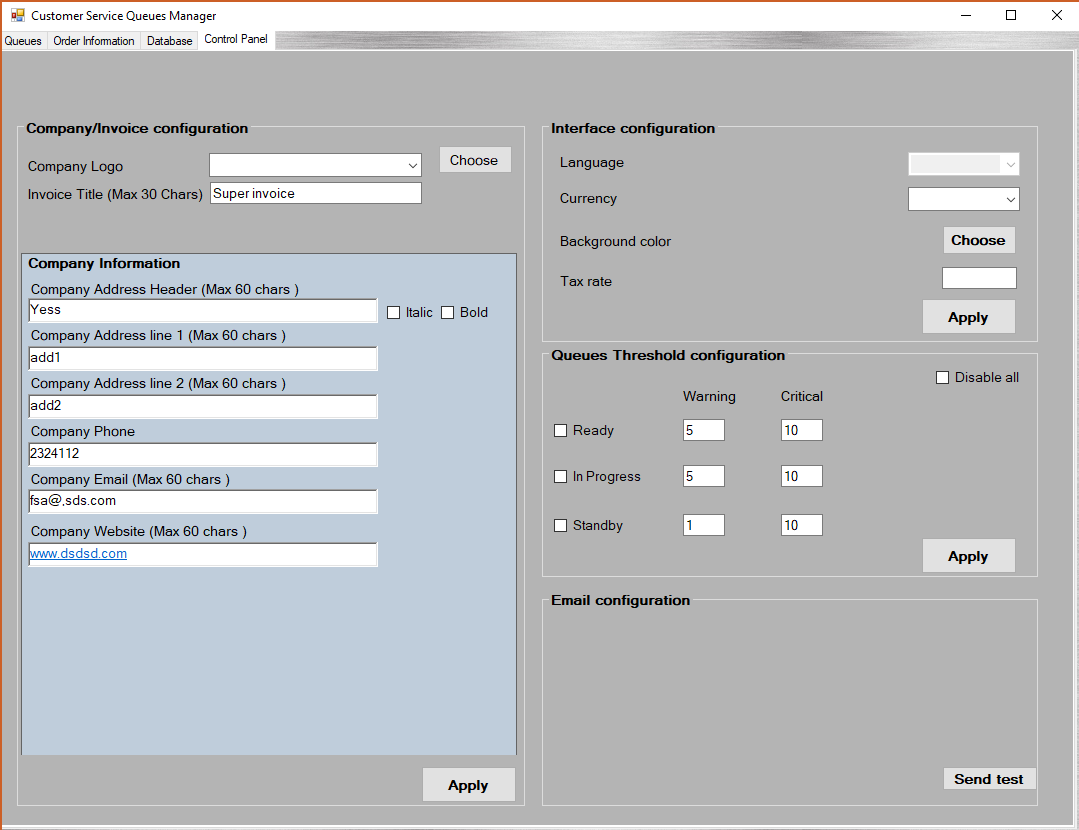 Customer Service Queues Manager
Queues Order Information Database Control Panel
Company/Invoice configuration
Company Logo Choose
Invoice Title (Max 30 Chars) Super invoice
Company Information
Company Address Header (Max 60 chars )
Yess Italic Bold
Company Address line 1 (Max 60 chars )
add1
Company Address line 2 (Max 60 chars )
add2
Company Phone
2324112
Company Email (Max 60 chars )
fsa@.sds.com
Company Website (Max 60 chars )
www.dsdsd.com
Apply
Interface configuration
Language
Currency
Background color Choose
Tax rate
Apply
Queues Threshold configuration
Disable all
Warning Critical
Ready 5 10
In Progress 5 10
Standby 1 10
Apply
Email configuration
Send test